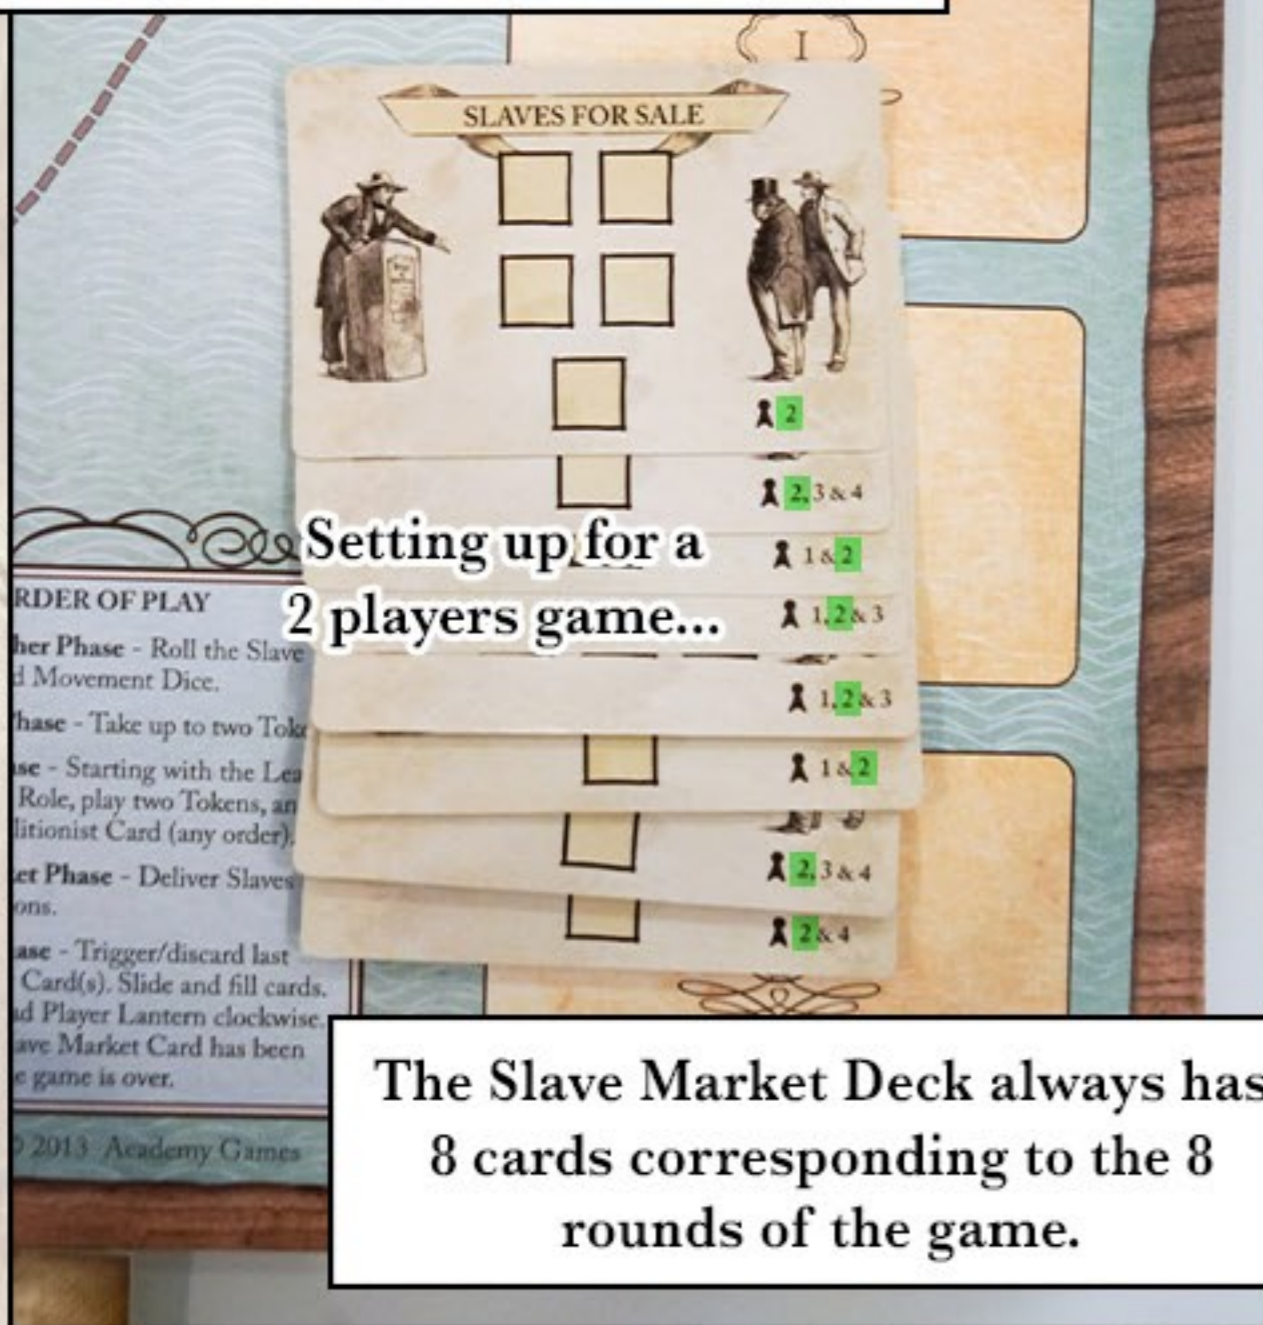 I
SLAVES FOR SALE
2
2, 3 & 4
1 & 2
1, 2 & 3
1, 2 & 3
1 & 2
2, 3 & 4
2 & 4
Setting up for a
2 players game...
RDER OF PLAY
her Phase - Roll the Slave
d Movement Dice.
hase - Take up to two Toke
se - Starting with the Lea
Role, play two Tokens, an
litionist Card (any order).
et Phase - Deliver Slaves
ons.
ase - Trigger/discard last
Card(s). Slide and fill cards.
d Player Lantern clockwise.
ave Market Card has been
e game is over.
2013 Academy Games
The Slave Market Deck always has
8 cards corresponding to the 8
rounds of the game.